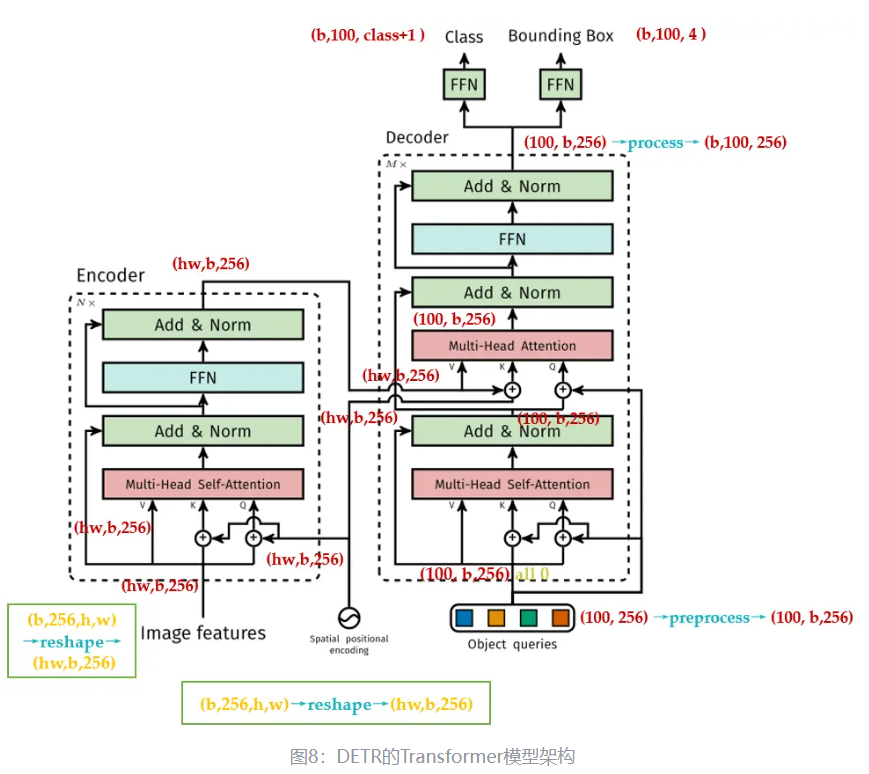 (b,100, class+1 )
Class
Bounding Box
(b,100, 4 )
FFN
FFN
Decoder
(100, b,256) →process→ (b,100, 256)
M×
Add & Norm
FFN
Add & Norm
(100, b,256)
Multi-Head Attention
V
K
Q
(hw,b,256)
(hw,b,256)
(100, b,256)
Add & Norm
Multi-Head Self-Attention
V
K
Q
(100, b,256) all 0
Object queries
(100, 256) →preprocess→ (100, b,256)
Encoder
(hw,b,256)
N×
Add & Norm
FFN
Add & Norm
Multi-Head Self-Attention
V
K
Q
(hw,b,256)
(hw,b,256)
(hw,b,256)
(b,256,h,w)
→reshape→
(hw,b,256)
Image features
Spatial positional
encoding
(b,256,h,w)→reshape→(hw,b,256)
图8：DETR的Transformer模型架构